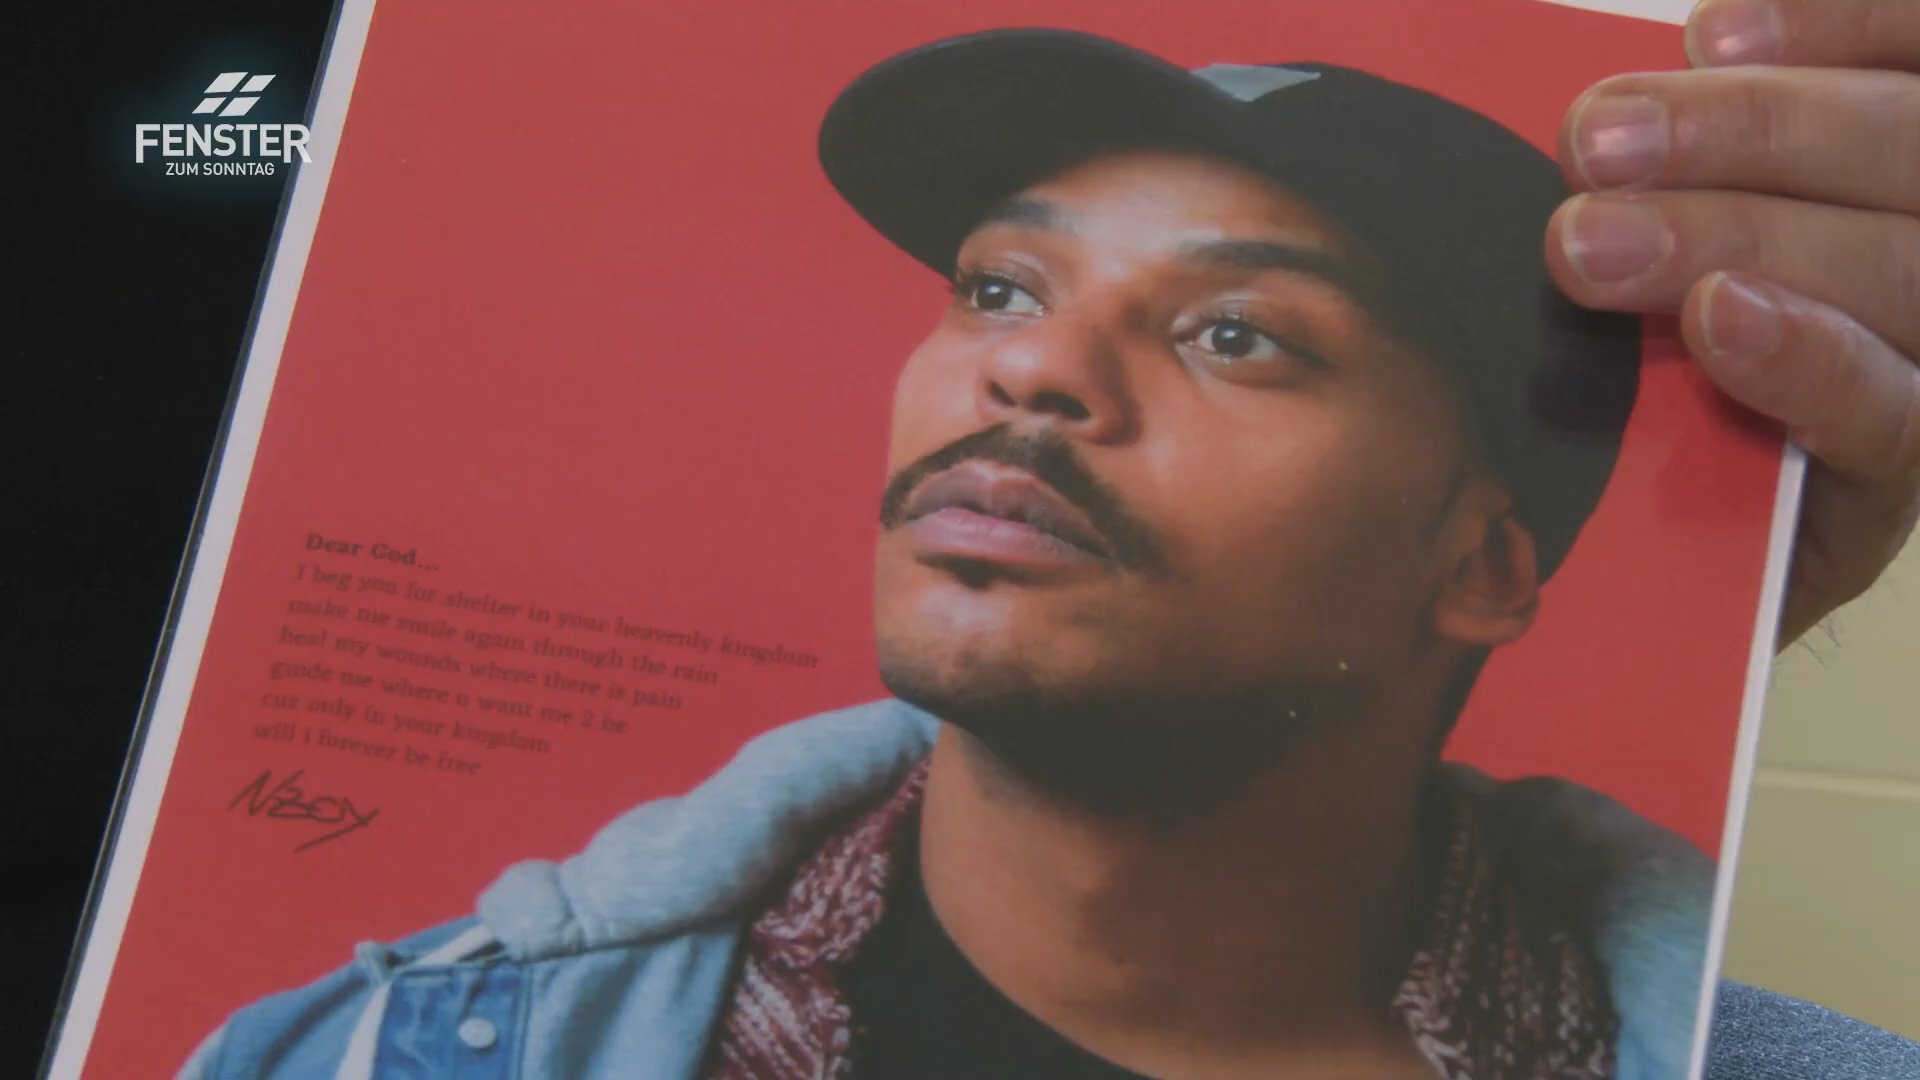 FENSTER
ZUM SONNTAG
Dear God...
I beg you for shelter in your heavenly kingdom
make me smile again through the rain
heal my wounds where there is pain
guide me where u want me 2 be
cuz only in your kingdom
will i forever be free
NZOY